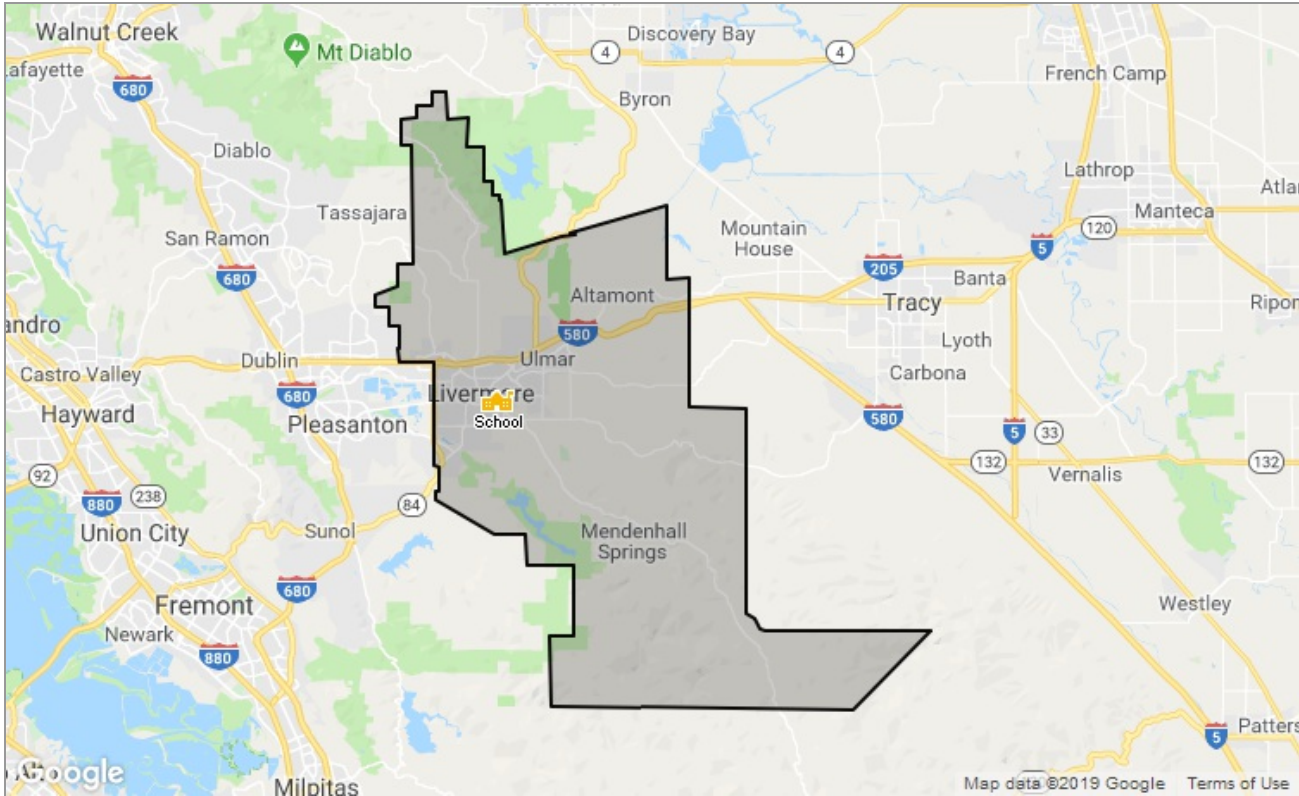 Walnut Creek
Lafayette
680
Mt Diablo
4
Discovery Bay
4
Byron
French Camp
Diablo
Lathrop
Tassajara
Manteca
San Ramon
Mountain
House
120
5
680
205
Banta
Altamont
Tracy
Ripon
580
Lyoth
Dublin
Ulmar
Castro Valley
Carbona
680
Livermore
Hayward
School
Pleasanton
580
5
33
92
132
132
Vernalis
238
84
880
Union City
Sunol
Mendenhall
Springs
680
Fremont
Westley
Newark
880
5
Google
Milpitas
Map data ©2019 Google
Terms of Use